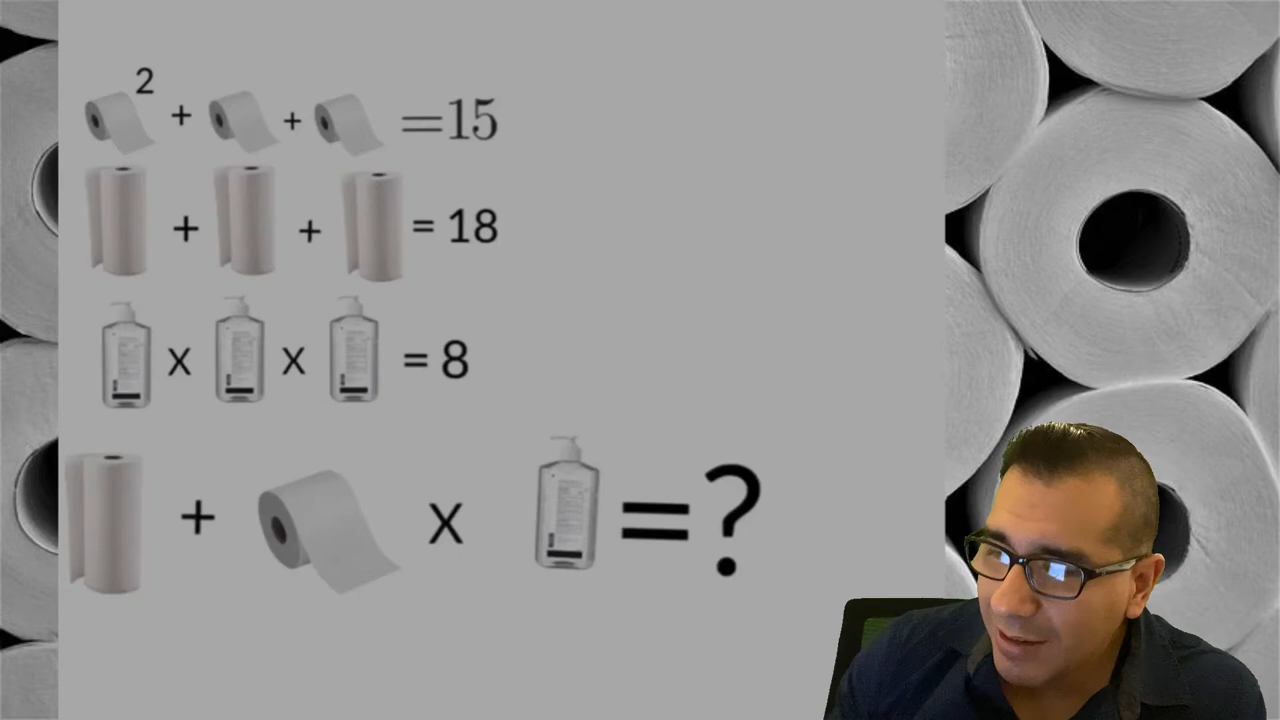 2 + + =15
+ + = 18
x x = 8
+ x =?